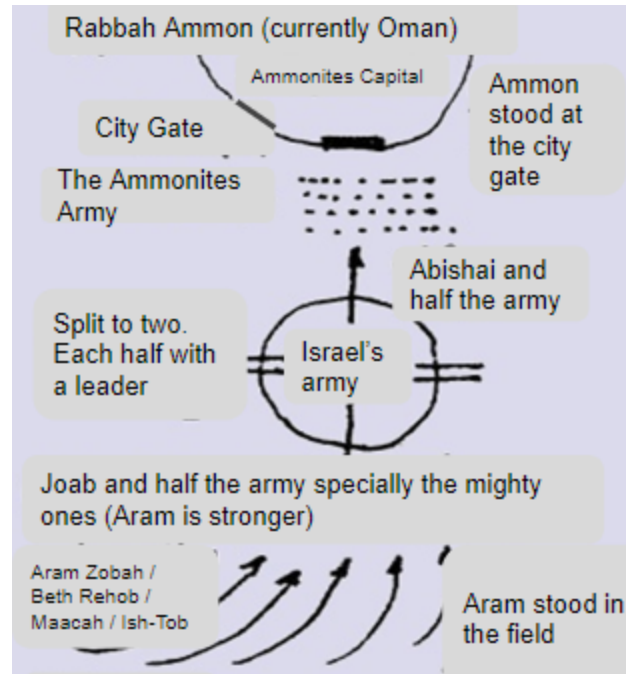 Rabbah Ammon (currently Oman)
Ammonites Capital
Ammon
stood at
the city
gate
City Gate
The Ammonites
Army
Abishai and
half the army
Split to two.
Each half with
a leader
Israel's
army
Joab and half the army specially the mighty
ones (Aram is stronger)
Aram Zobah /
Beth Rehob /
Maacah / Ish-Tob
Aram stood in
the field